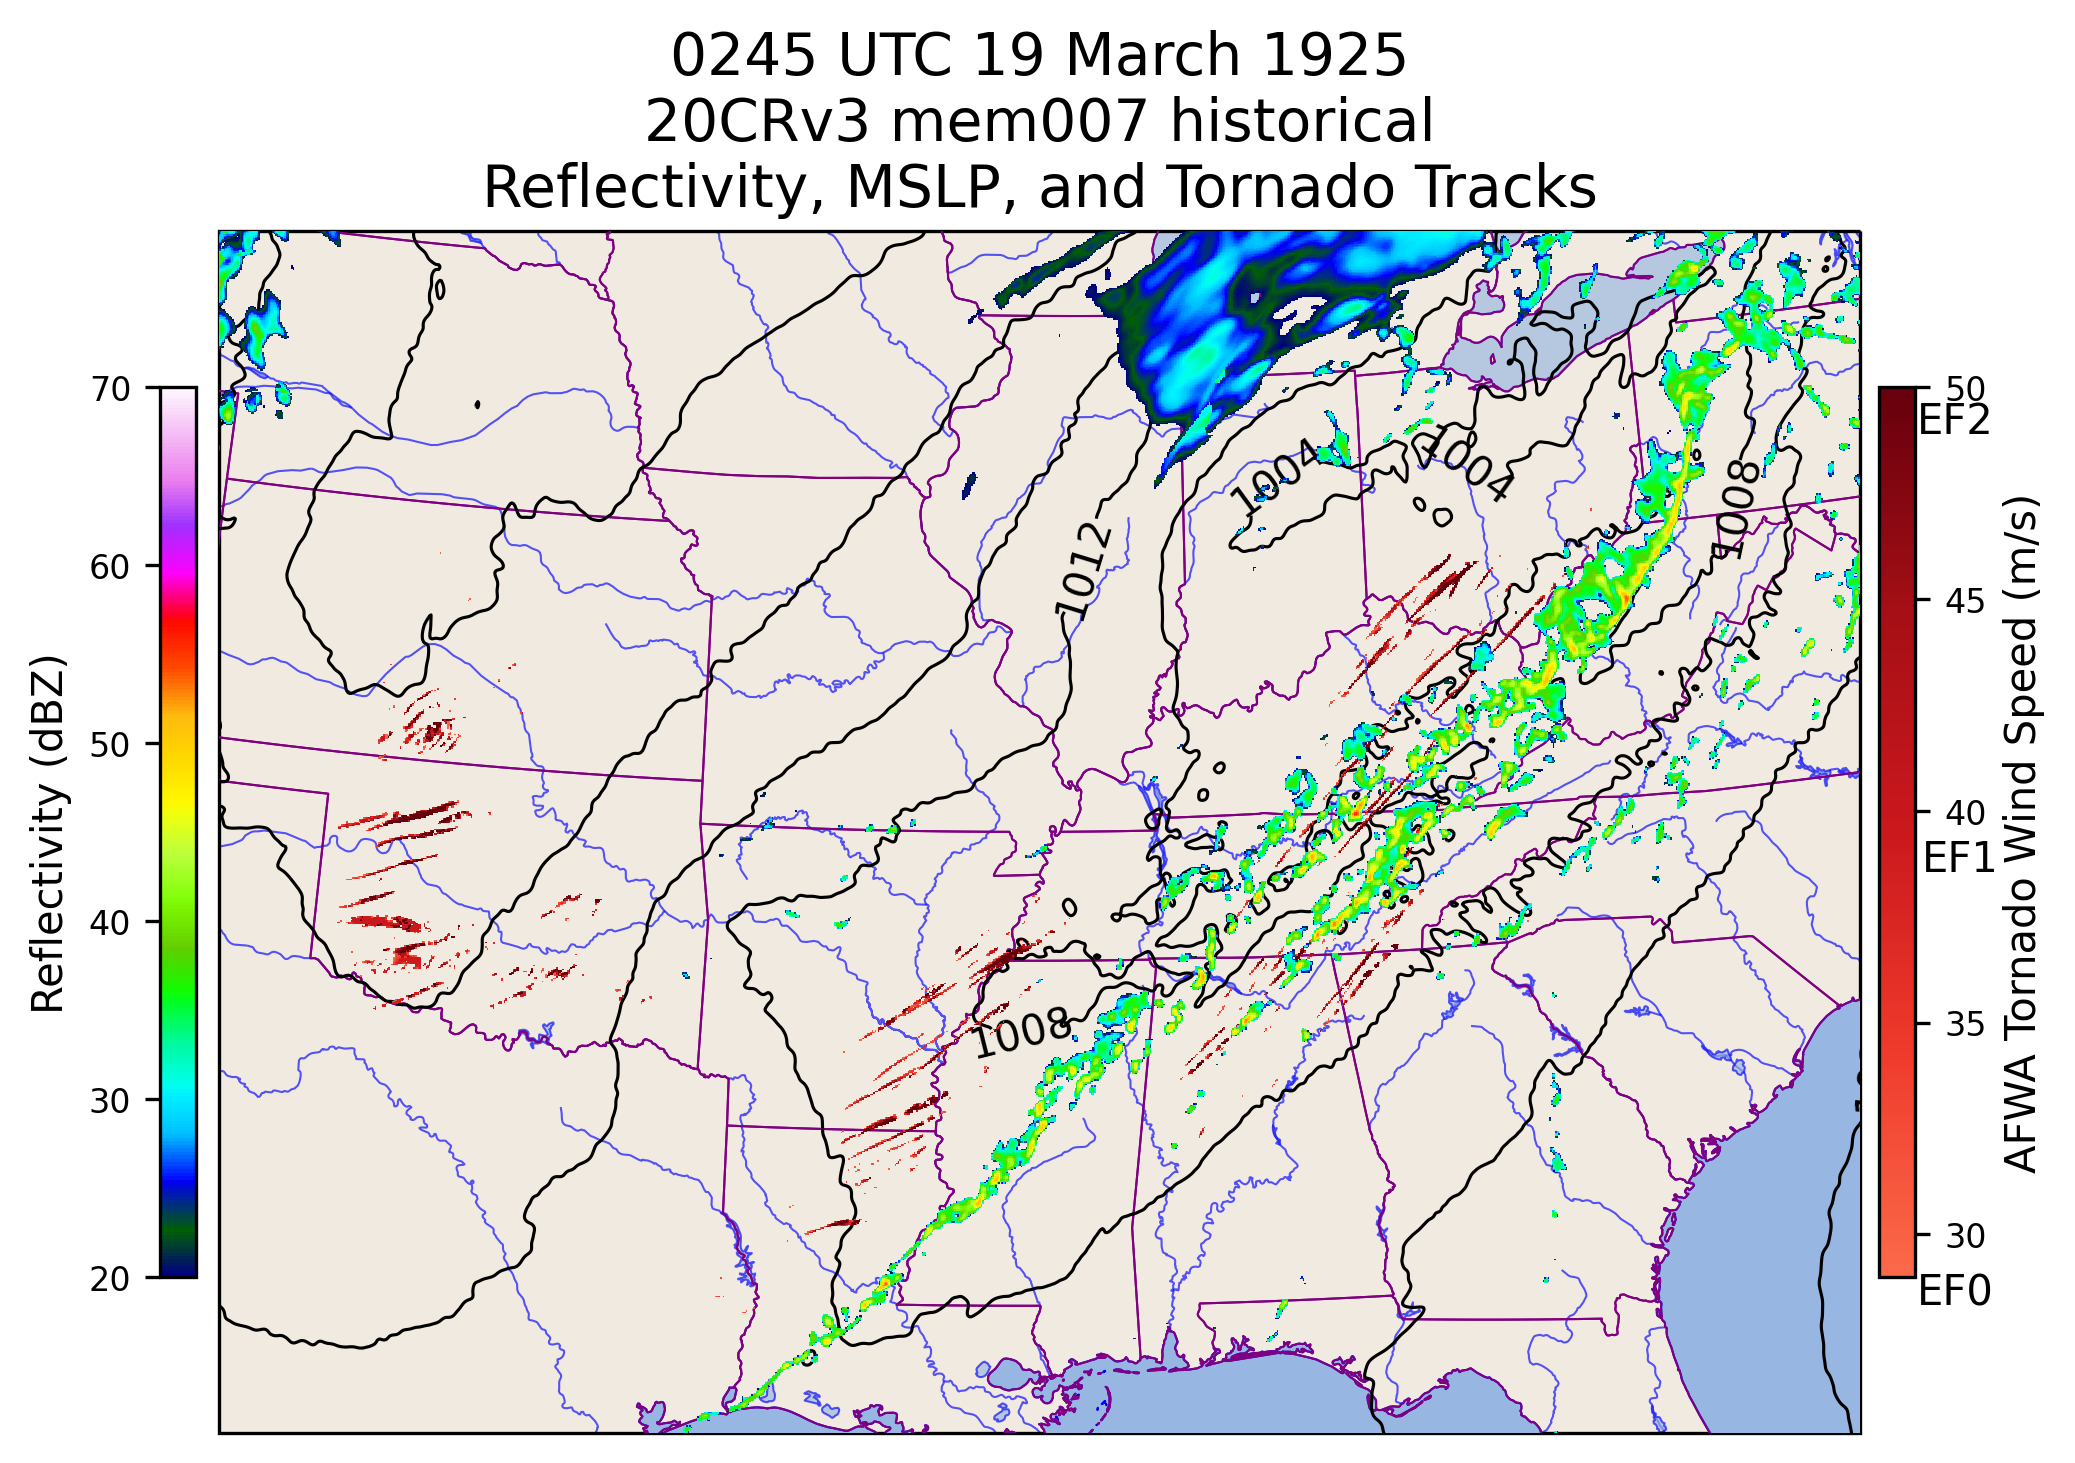 0245 UTC 19 March 1925
20CRv3 mem007 historical
Reflectivity, MSLP, and Tornado Tracks
70
60
50
40
30
20
Reflectivity (dBZ)
1004
1004
1008
1012
1008
50
EF2
45
40
EF1
35
30
EF0
AFWA Tornado Wind Speed (m/s)